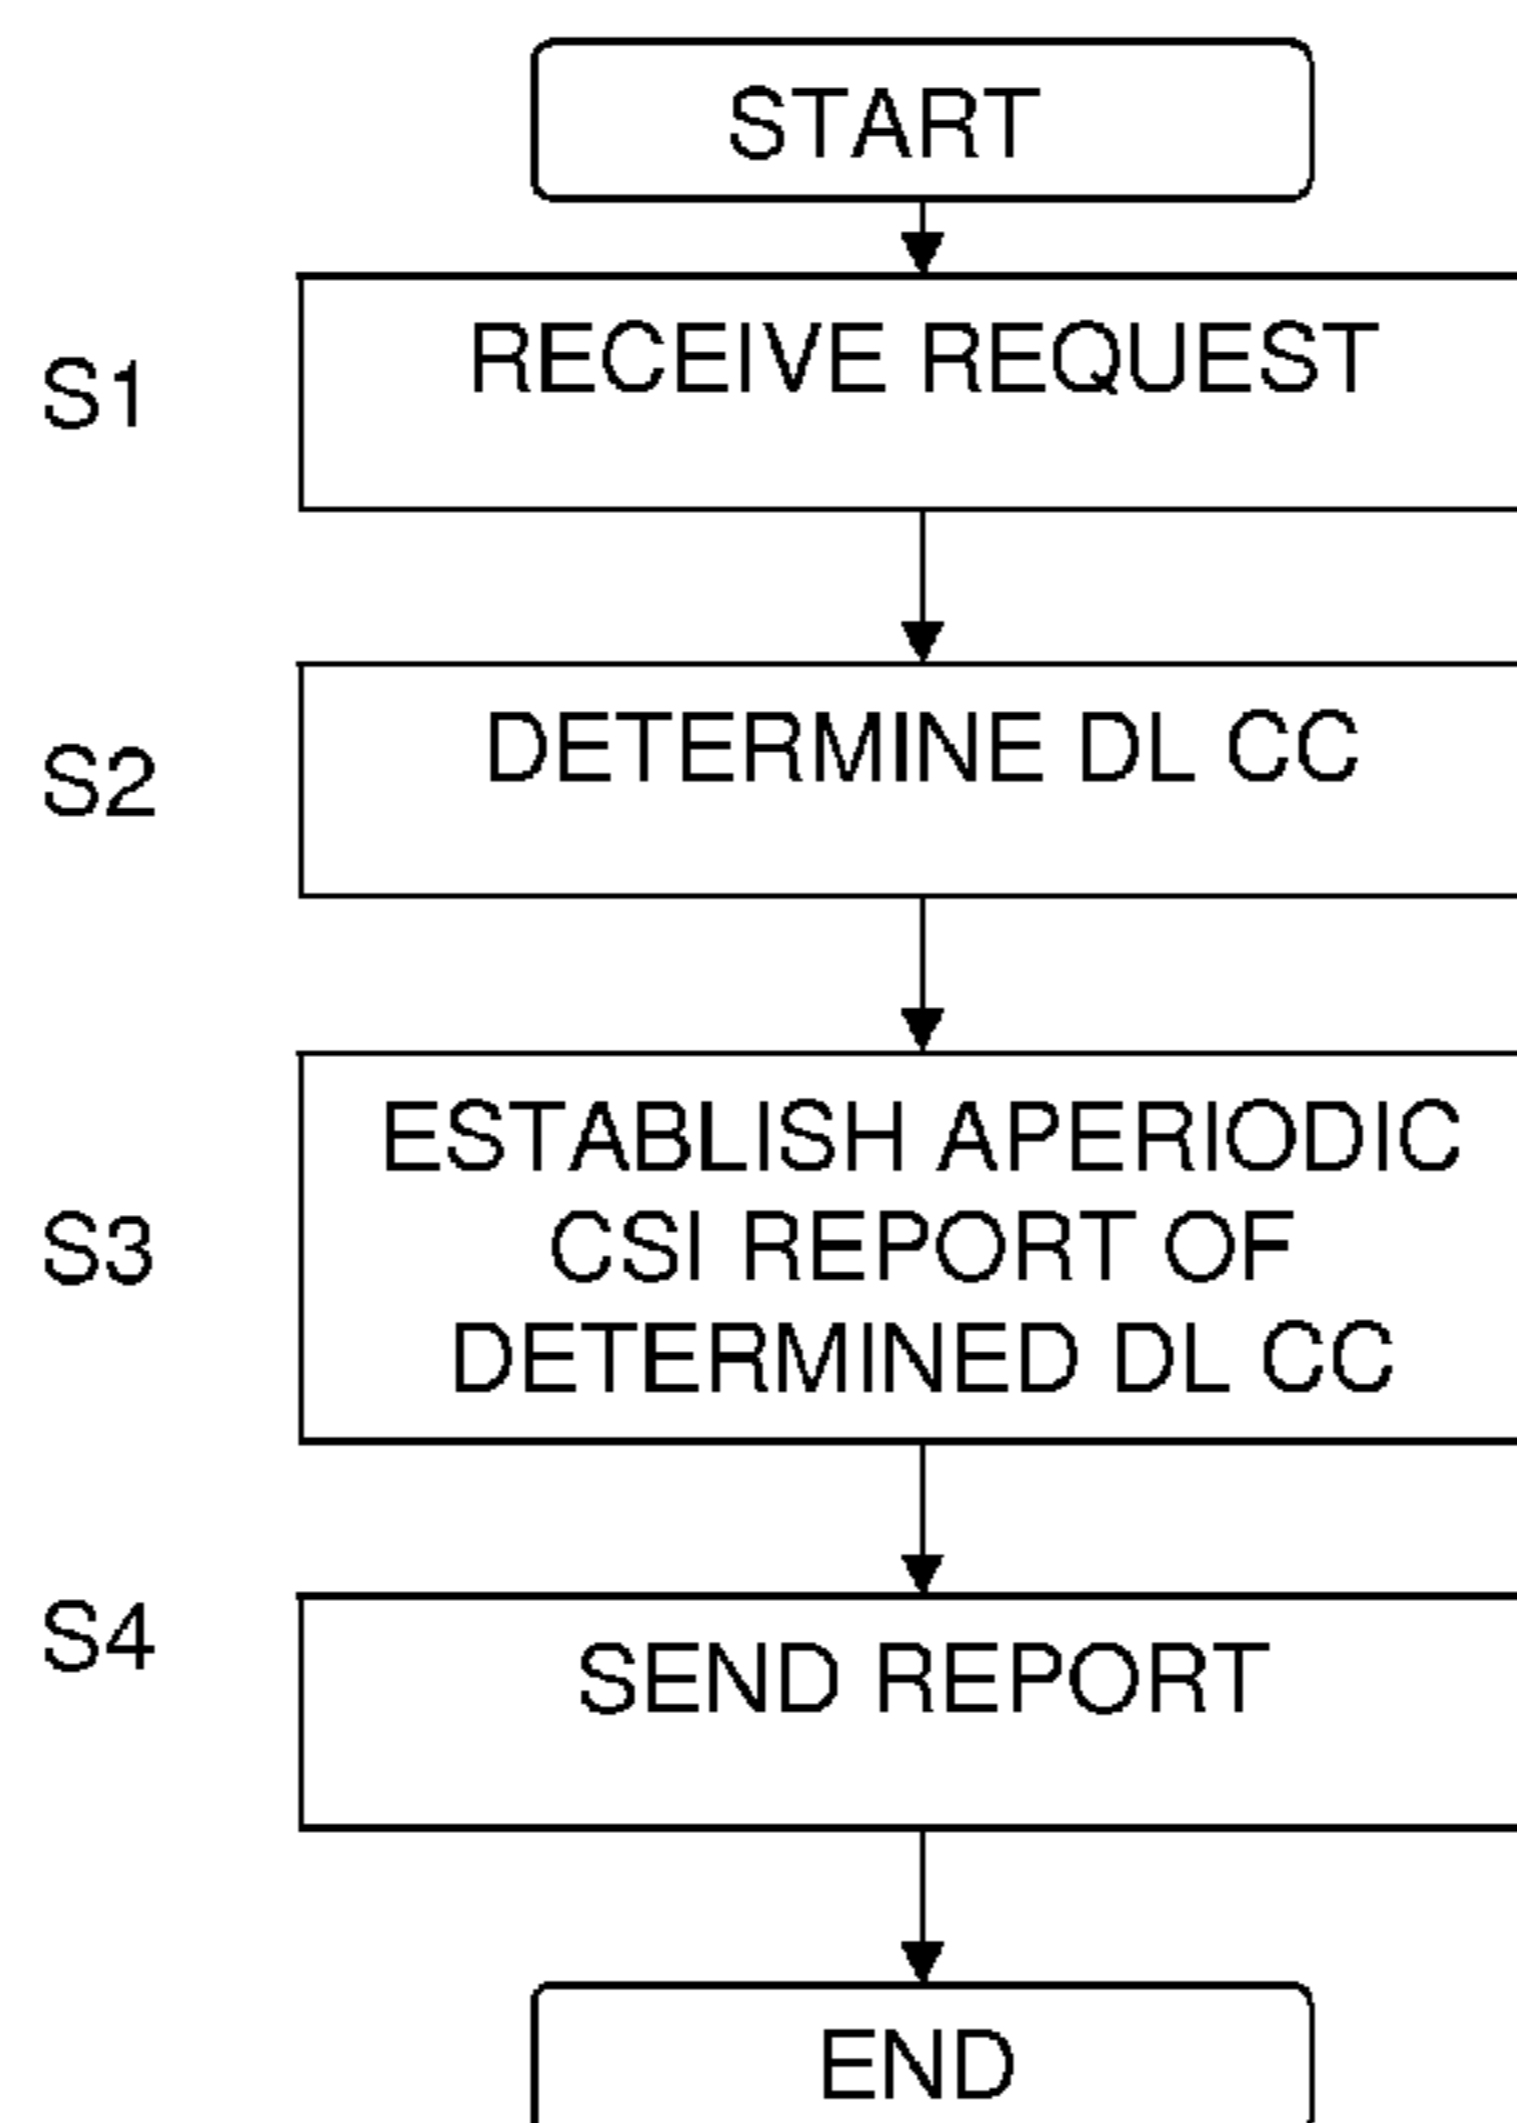 START
S1
RECEIVE REQUEST
S2
DETERMINE DL CC
S3
ESTABLISH APERIODIC
CSI REPORT OF
DETERMINED DL CC
S4
SEND REPORT
END